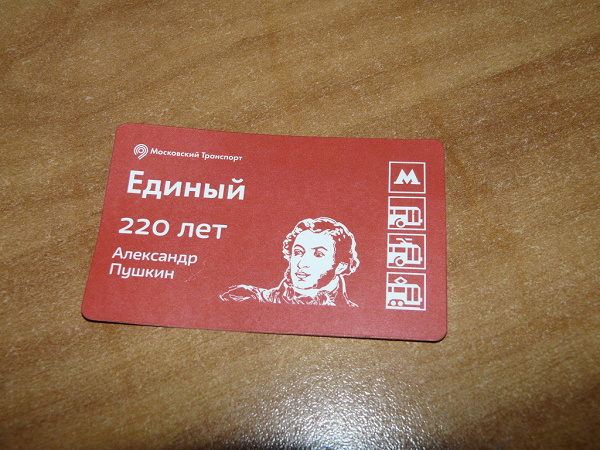 Московский Транспорт
Единый
220 лет
Александр
Пушкин
М